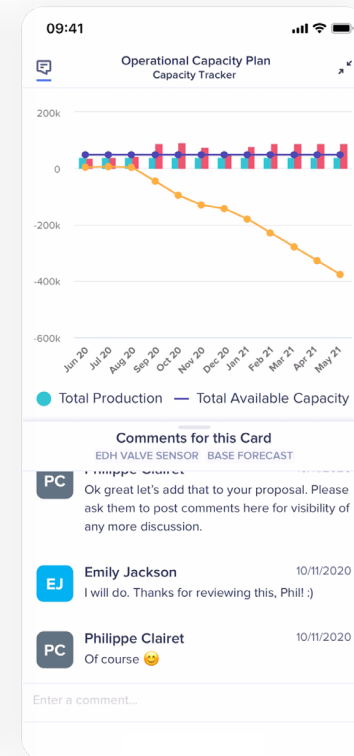 09:41
Operational Capacity Plan
Capacity Tracker
200k
0
-200k
-400k
-600k
Jun 20 Jul 20 Aug 20 Sep 20 Oct 20 Nov 20 Dec 20 Jan 21 Feb 21 Mar 21 Apr 21 May 21
Total Production Total Available Capacity
Comments for this Card
EDH VALVE SENSOR BASE FORECAST
PC Philippe Clairet
Ok great let's add that to your proposal. Please
ask them to post comments here for visibility of
any more discussion.
EJ Emily Jackson 10/11/2020
I will do. Thanks for reviewing this, Phil! :)
PC Philippe Clairet 10/11/2020
Of course 😊
Enter a comment...